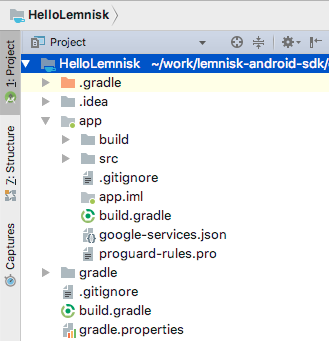 HelloLemnisk
Project
HelloLemnisk ~/work/lemnisk-android-sdk/
.gradle
.idea
app
build
src
.gitignore
app.iml
build.gradle
google-services.json
proguard-rules.pro
gradle
.gitignore
build.gradle
gradle.properties
1: Project
Z: Structure
Captures